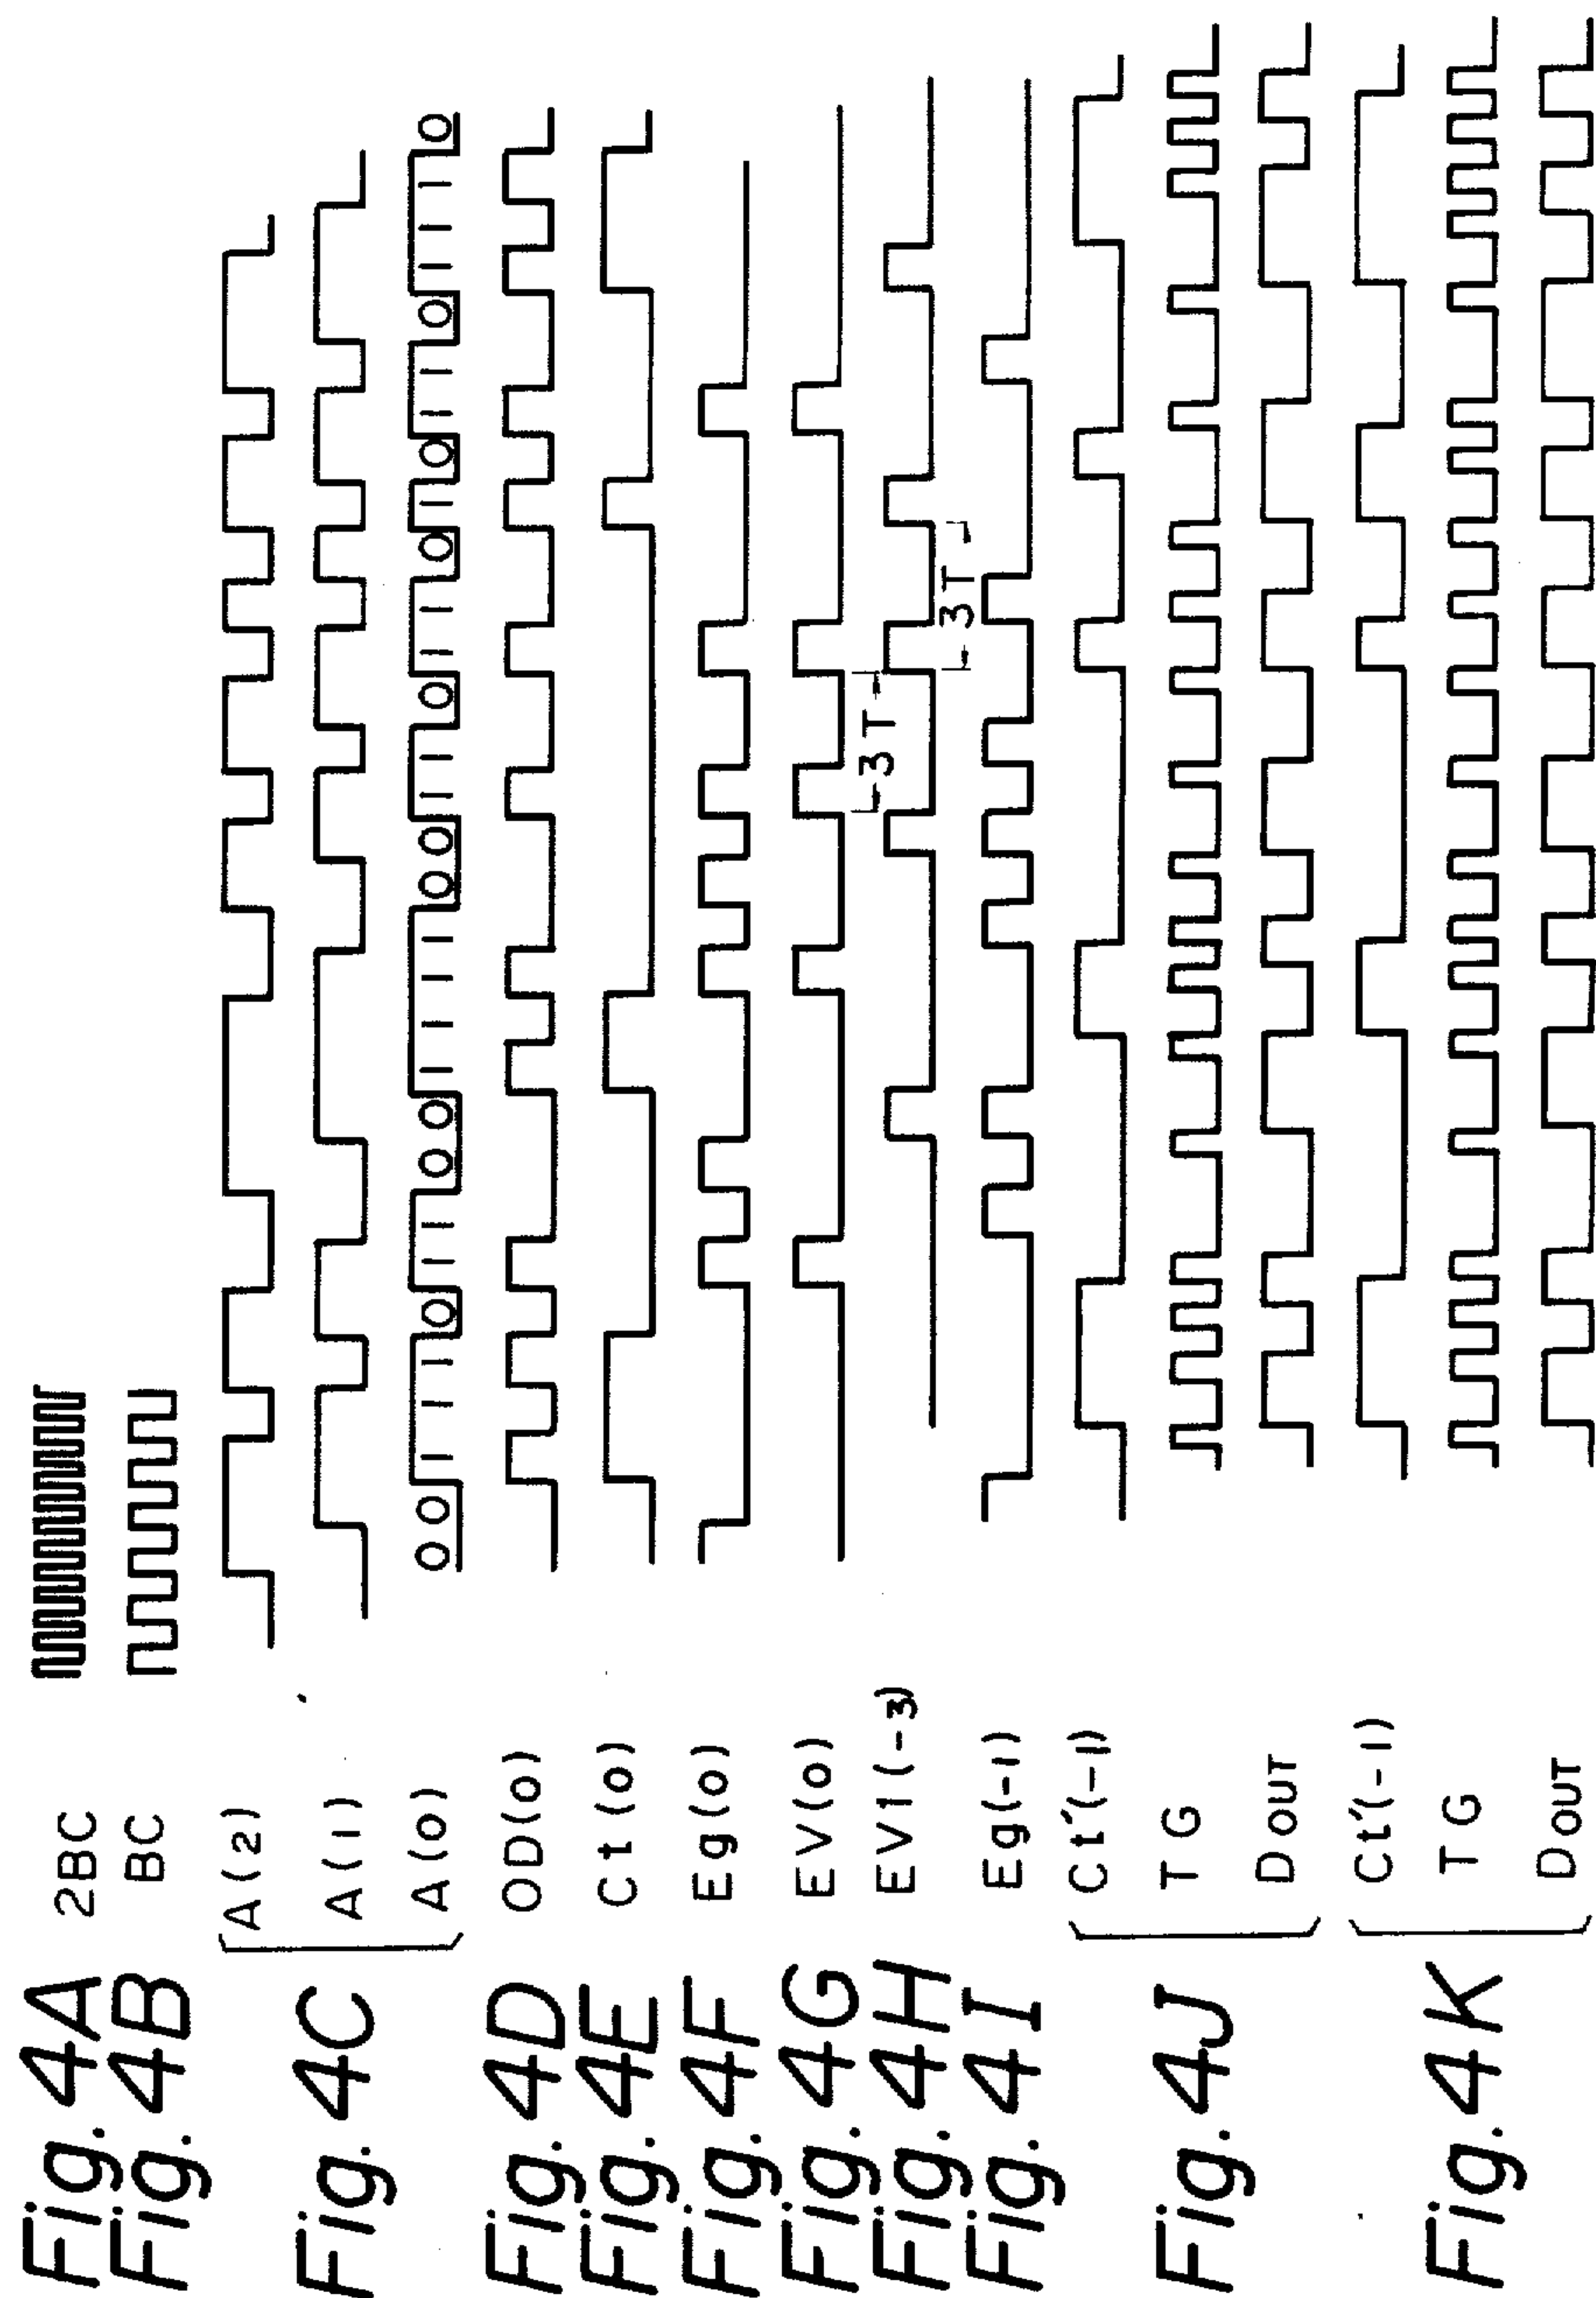 Fig. 4A 2BC
Fig. 4B BC
A(2)
Fig. 4C A(1)
A(0) 0 0 1 1 1 0 1 1 0 0 1 1 1 1 0 0 1 1 0 1 1 0 1 0 1 1 0 1 1 1 0
Fig. 4D OD(0)
Fig. 4E Ct(0)
Fig. 4F Eg(0)
Fig. 4G EV(0)
3T
Fig. 4H EV1(-3)
3T
Fig. 4I Eg(-1)
Ct'(-1)
Fig. 4J TG
DOUT
Ct'(-1)
Fig. 4K TG
DOUT